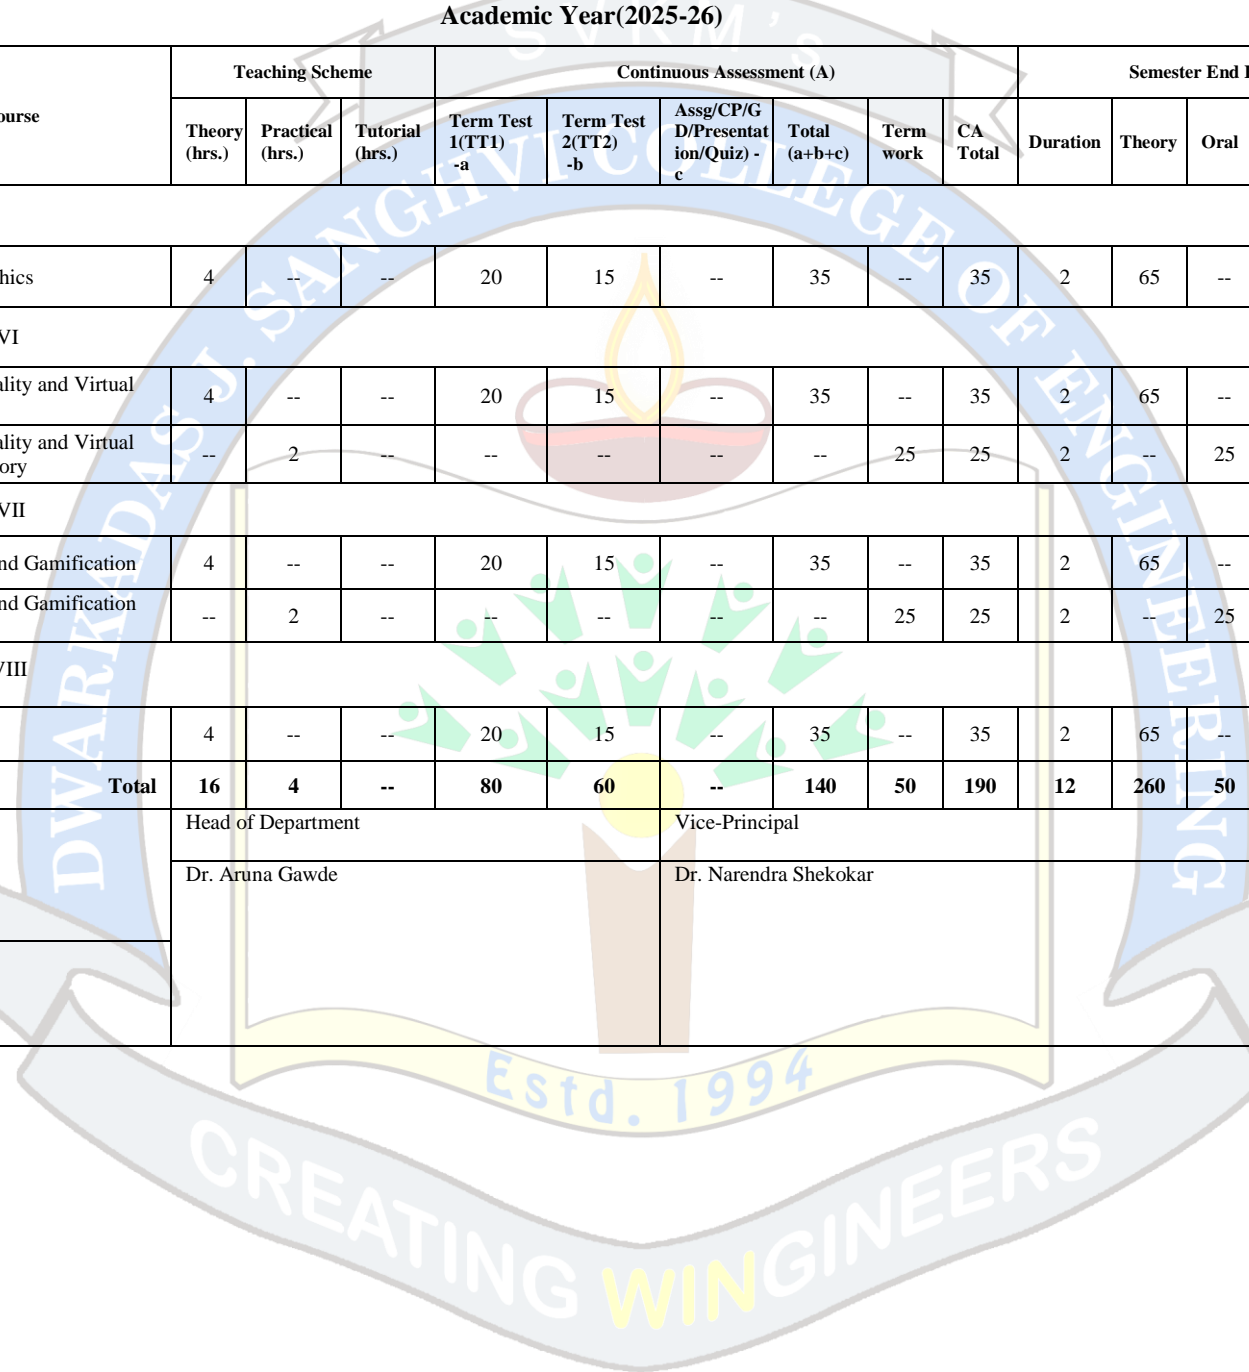 Academic Year(2025-26)
ourse Teaching Scheme Continuous Assessment (A) Semester End
Theory (hrs.) Practical (hrs.) Tutorial (hrs.) Term Test 1(TT1) -a Term Test 2(TT2) -b Assg/CP/G D/Presentat ion/Quiz) - c Total (a+b+c) Term work CA Total Duration Theory Oral
hics 4 -- -- 20 15 -- 35 -- 35 2 65 --
VI
ality and Virtual 4 -- -- 20 15 -- 35 -- 35 2 65 --
ality and Virtual
ory -- 2 -- -- -- -- -- 25 25 2 -- 25
VII
nd Gamification 4 -- -- 20 15 -- 35 -- 35 2 65 --
nd Gamification -- 2 -- -- -- -- -- 25 25 2 -- 25
VIII
4 -- -- 20 15 -- 35 -- 35 2 65 --
Total 16 4 -- 80 60 -- 140 50 190 12 260 50
Head of Department Vice-Principal
Dr. Aruna Gawde Dr. Narendra Shekokar
SVKM's
DWARKADAS J. SANGHVI COLLEGE OF ENGINEERING
Estd. 1994
CREATING WINGINEERS